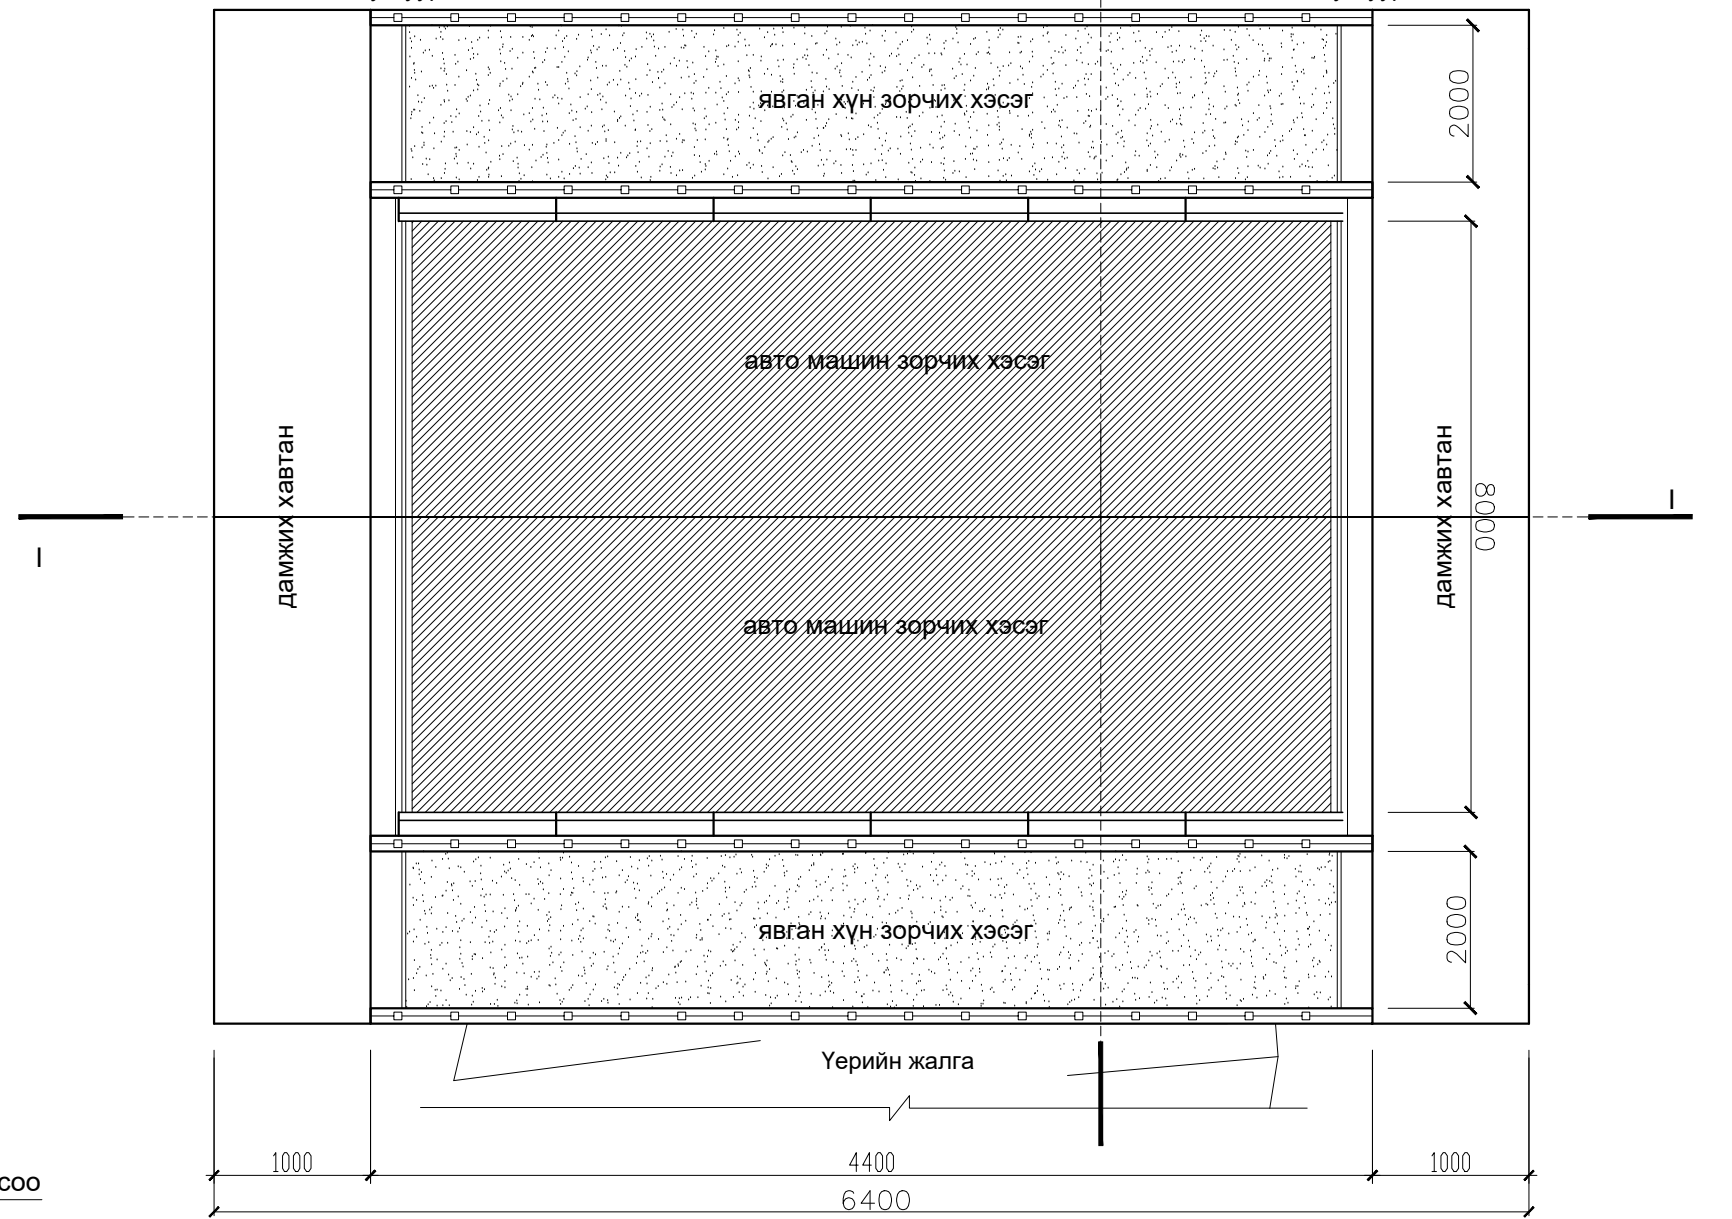 явган хүн зорчих хэсэг
2000
авто машин зорчих хэсэг
дамжих хавтан
дамжих хавтан
8000
I
I
авто машин зорчих хэсэг
явган хүн зорчих хэсэг
2000
Үерийн жалга
1000
4400
1000
соо
6400